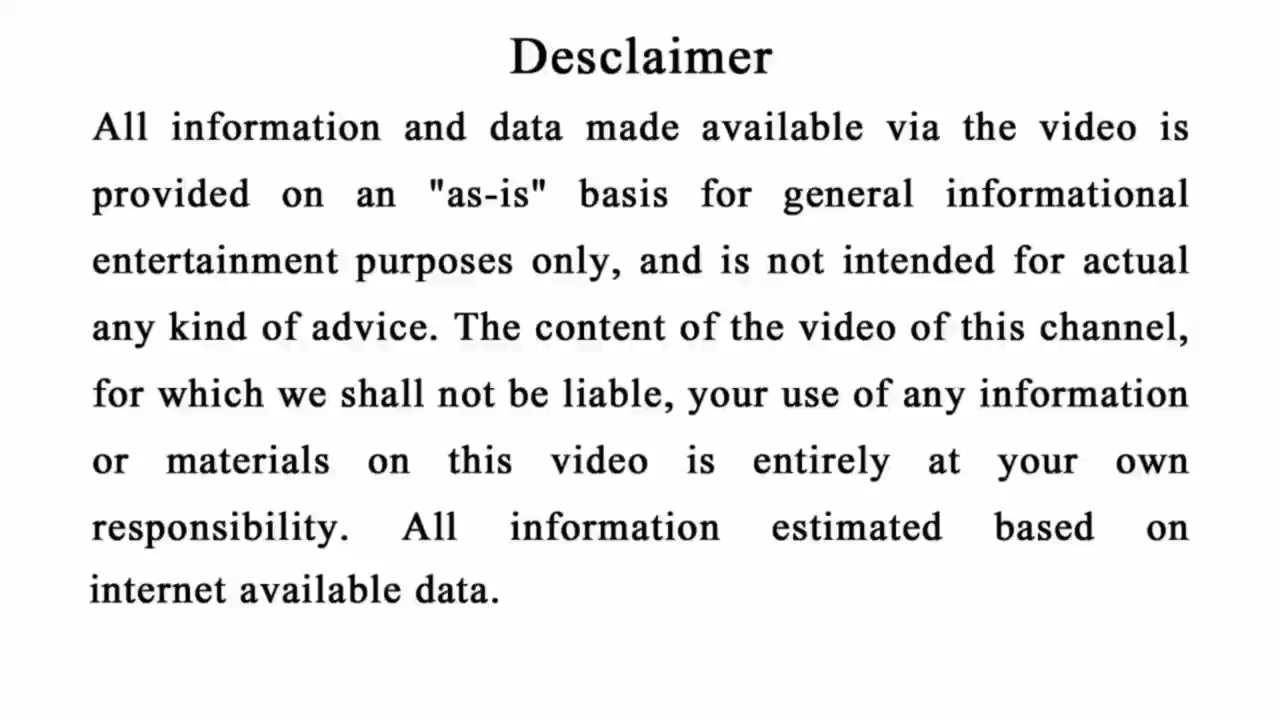 Desclaimer
All information and data made available via the video is
provided on an "as-is" basis for general informational
entertainment purposes only, and is not intended for actual
any kind of advice. The content of the video of this channel,
for which we shall not be liable, your use of any information
or materials on this video is entirely at your own
responsibility. All information estimated based on
internet available data.